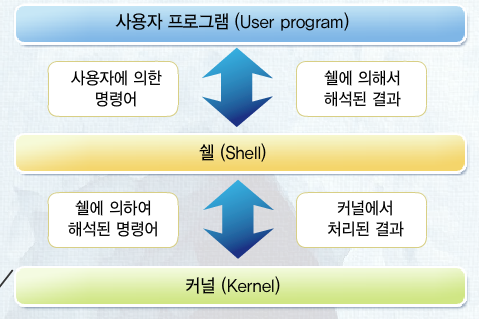 사용자 프로그램 (User program)
사용자에 의한
명령어
쉘에 의해서
해석된 결과
쉘 (Shell)
쉘에 의하여
해석된 명령어
커널에서
처리된 결과
커널 (Kernel)